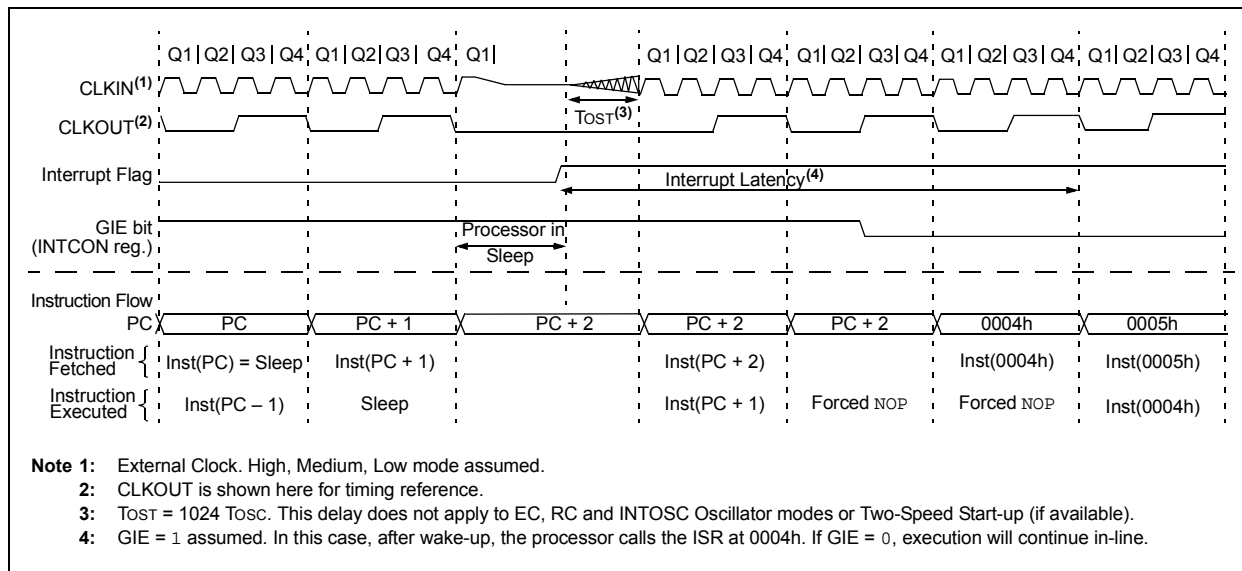 Q1| Q2| Q3| Q4 Q1| Q2| Q3| Q4 Q1| Q1| Q2| Q3| Q4 Q1| Q2| Q3| Q4 Q1| Q2| Q3| Q4 Q1| Q2| Q3| Q4
CLKIN(1)
TOST(3)
CLKOUT(2)
Interrupt Flag
Interrupt Latency(4)
GIE bit
(INTCON reg.)
Processor in
Sleep
Instruction Flow
PC PC PC + 1 PC + 2 PC + 2 PC + 2 0004h 0005h
Instruction
Fetched
Inst(PC) = Sleep Inst(PC + 1) Inst(PC + 2) Inst(0004h) Inst(0005h)
Instruction
Executed
Inst(PC – 1) Sleep Inst(PC + 1) Forced NOP Forced NOP Inst(0004h)
Note 1: External Clock. High, Medium, Low mode assumed.
2: CLKOUT is shown here for timing reference.
3: TOST = 1024 TOSC. This delay does not apply to EC, RC and INTOSC Oscillator modes or Two-Speed Start-up (if available).
4: GIE = 1 assumed. In this case, after wake-up, the processor calls the ISR at 0004h. If GIE = 0, execution will continue in-line.